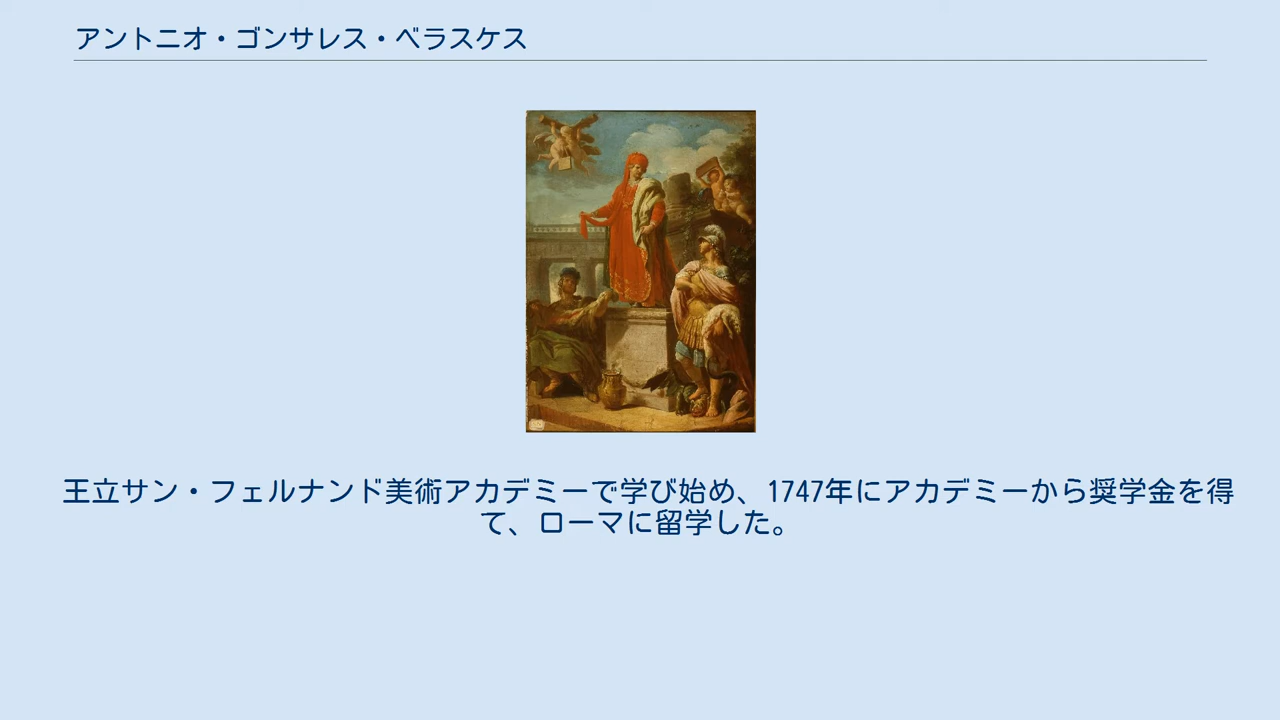 アントニオ・ゴンサレス・ベラスケス
王立サン・フェルナンド美術アカデミーで学び始め、1747年にアカデミーから奨学金を得
て、ローマに留学した。